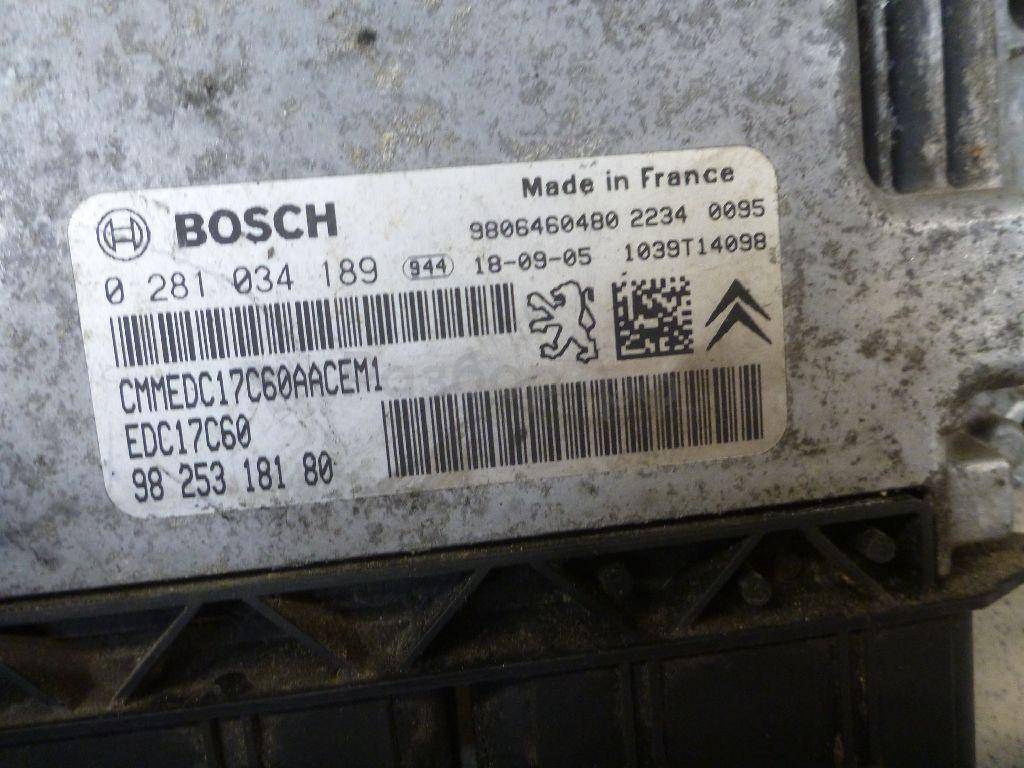 Made in France
BOSCH
9806460480 2234 0095
0 281 034 189 944 18-09-05 1039T14098
CMMEDC17C60AACEM1
EDC17C60
98 253 181 80